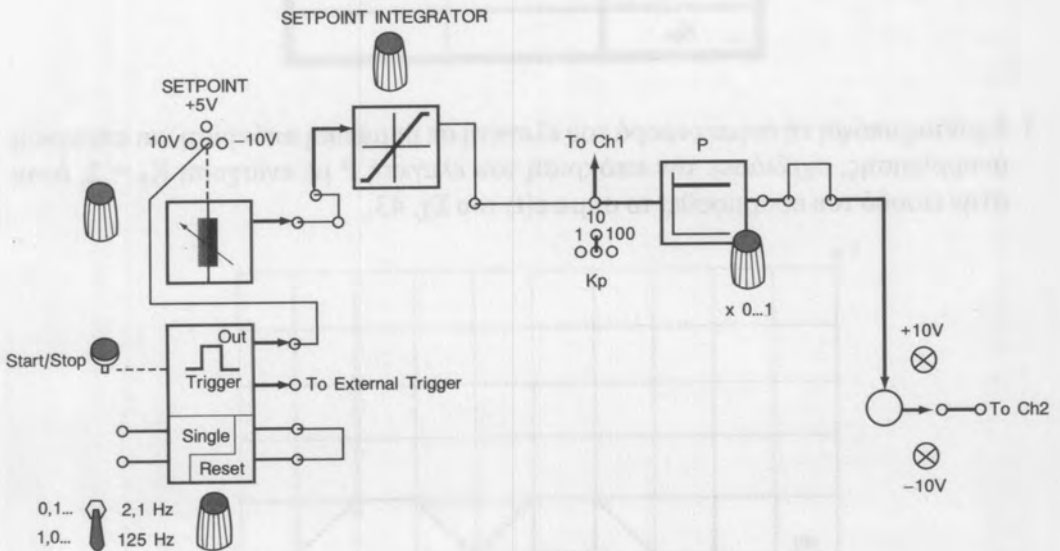 SETPOINT INTEGRATOR
SETPOINT
+5V
10V
-10V
To Ch1
P
10
1
100
Kp
x 0...1
Out
Start/Stop
Trigger
To External Trigger
+10V
Single
To Ch2
Reset
-10V
0,1...
2,1 Hz
1,0...
125 Hz